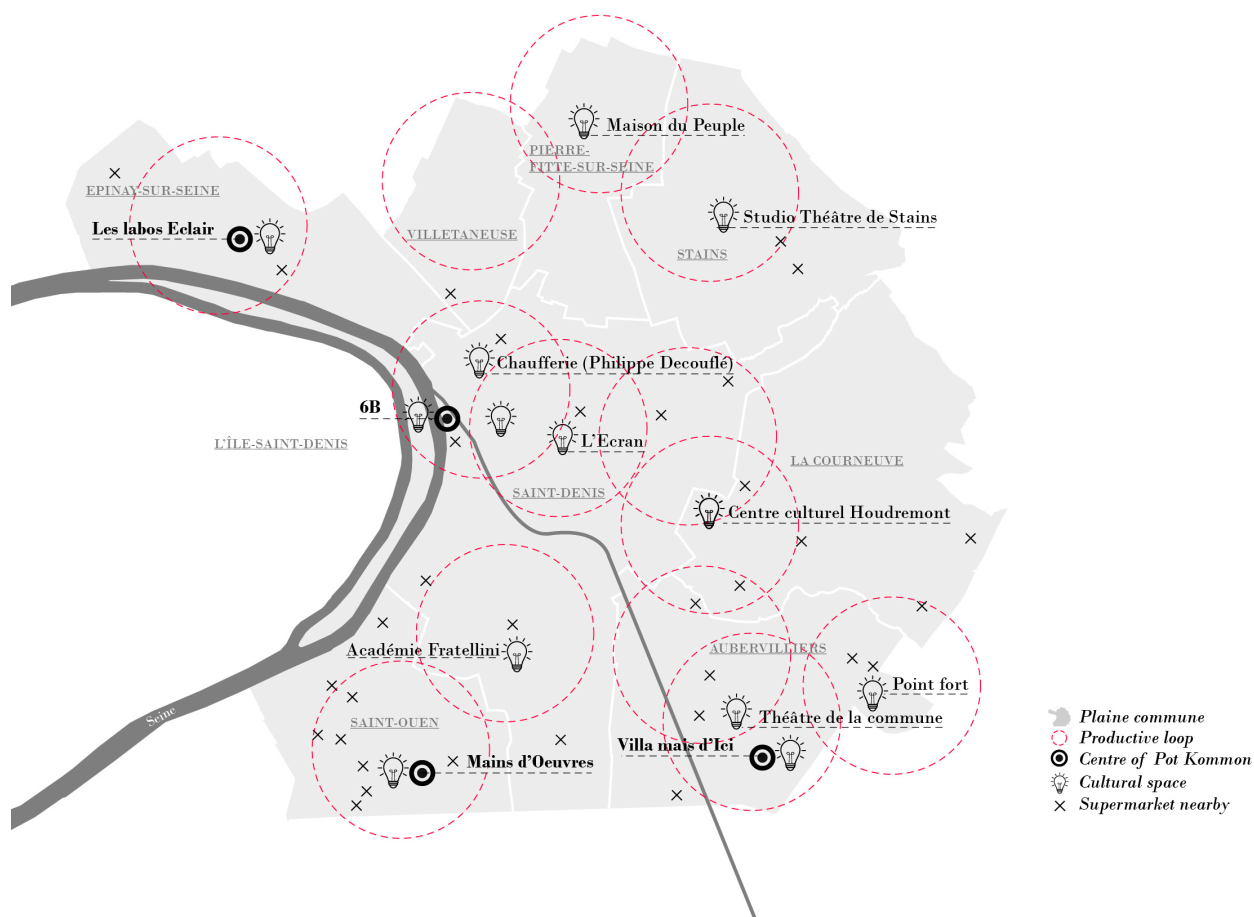 Maison du Peuple
PIERRE-
FITTE-SUR-SEINE
EPINAY-SUR-SEINE
Les labos Eclair
VILLETANEUSE
Studio Théâtre de Stains
STAINS
Chaufferie (Philippe Decouflé)
6B
L'Ecran
L'ÎLE-SAINT-DENIS
LA COURNEUVE
SAINT-DENIS
Centre culturel Houdremont
Académie Fratellini
AUBERVILLIERS
Point fort
Seine
SAINT-OUEN
Théâtre de la commune
Villa mais d'Ici
Mains d'Oeuvres
Plaine commune
Productive loop
Centre of Pot Kommon
Cultural space
Supermarket nearby